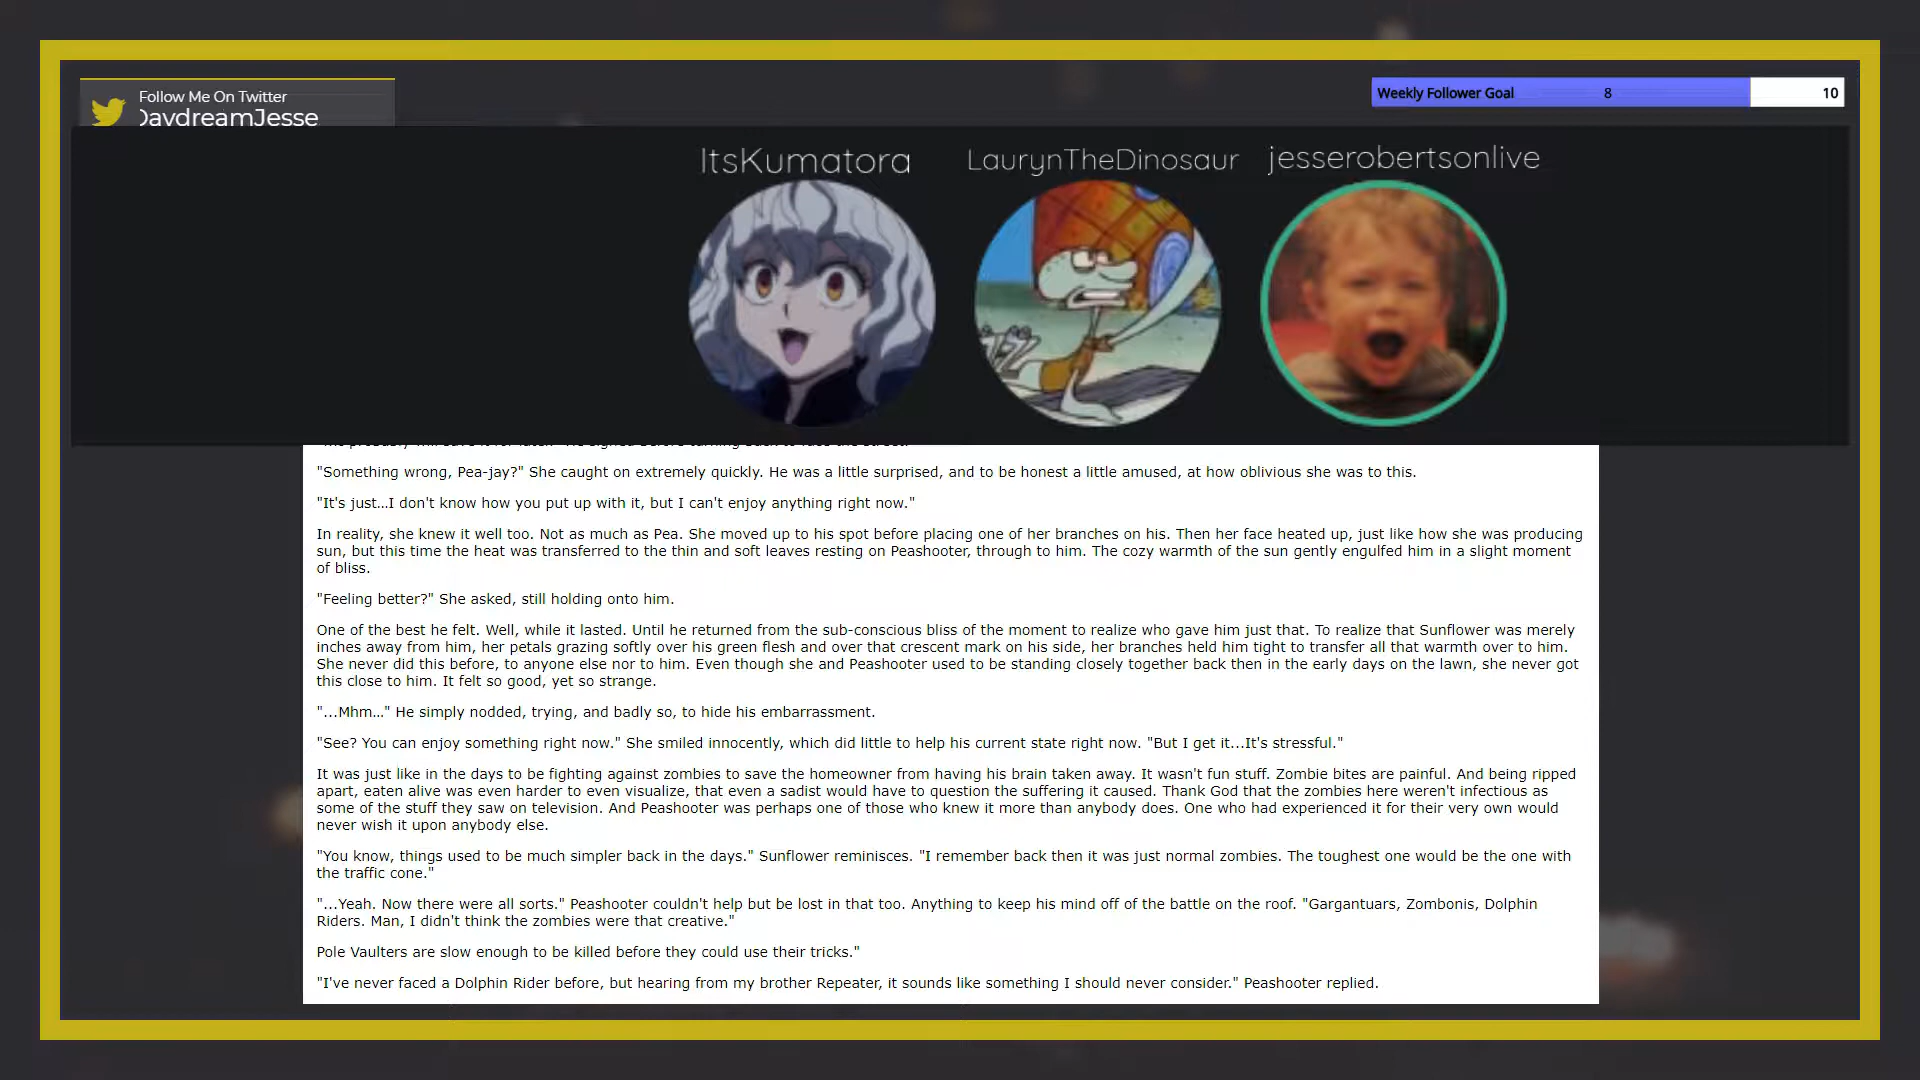 Follow Me On Twitter
DaydreamJesse
Weekly Follower Goal 8 10
ItsKumatora
LaurynTheDinosaur
jesserobertsonlive
"Something wrong, Pea-jay?" She caught on extremely quickly. He was a little surprised, and to be honest a little amused, at how oblivious she was to this.
"It's just...I don't know how you put up with it, but I can't enjoy anything right now."
In reality, she knew it well too. Not as much as Pea. She moved up to his spot before placing one of her branches on his. Then her face heated up, just like how she was producing
sun, but this time the heat was transferred to the thin and soft leaves resting on Peashooter, through to him. The cozy warmth of the sun gently engulfed him in a slight moment
of bliss.
"Feeling better?" She asked, still holding onto him.
One of the best he felt. Well, while it lasted. Until he returned from the sub-conscious bliss of the moment to realize who gave him just that. To realize that Sunflower was merely
inches away from him, her petals grazing softly over his green flesh and over that crescent mark on his side, her branches held him tight to transfer all that warmth over to him.
She never did this before, to anyone else nor to him. Even though she and Peashooter used to be standing closely together back then in the early days on the lawn, she never got
this close to him. It felt so good, yet so strange.
"...Mhm..." He simply nodded, trying, and badly so, to hide his embarrassment.
"See? You can enjoy something right now." She smiled innocently, which did little to help his current state right now. "But I get it...It's stressful."
It was just like in the days to be fighting against zombies to save the homeowner from having his brain taken away. It wasn't fun stuff. Zombie bites are painful. And being ripped
apart, eaten alive was even harder to even visualize, that even a sadist would have to question the suffering it caused. Thank God that the zombies here weren't infectious as
some of the stuff they saw on television. And Peashooter was perhaps one of those who knew it more than anybody does. One who had experienced it for their very own would
never wish it upon anybody else.
"You know, things used to be much simpler back in the days." Sunflower reminisces. "I remember back then it was just normal zombies. The toughest one would be the one with
the traffic cone."
"...Yeah. Now there were all sorts." Peashooter couldn't help but be lost in that too. Anything to keep his mind off of the battle on the roof. "Gargantuars, Zombonis, Dolphin
Riders. Man, I didn't think the zombies were that creative."
Pole Vaulters are slow enough to be killed before they could use their tricks."
"I've never faced a Dolphin Rider before, but hearing from my brother Repeater, it sounds like something I should never consider." Peashooter replied.